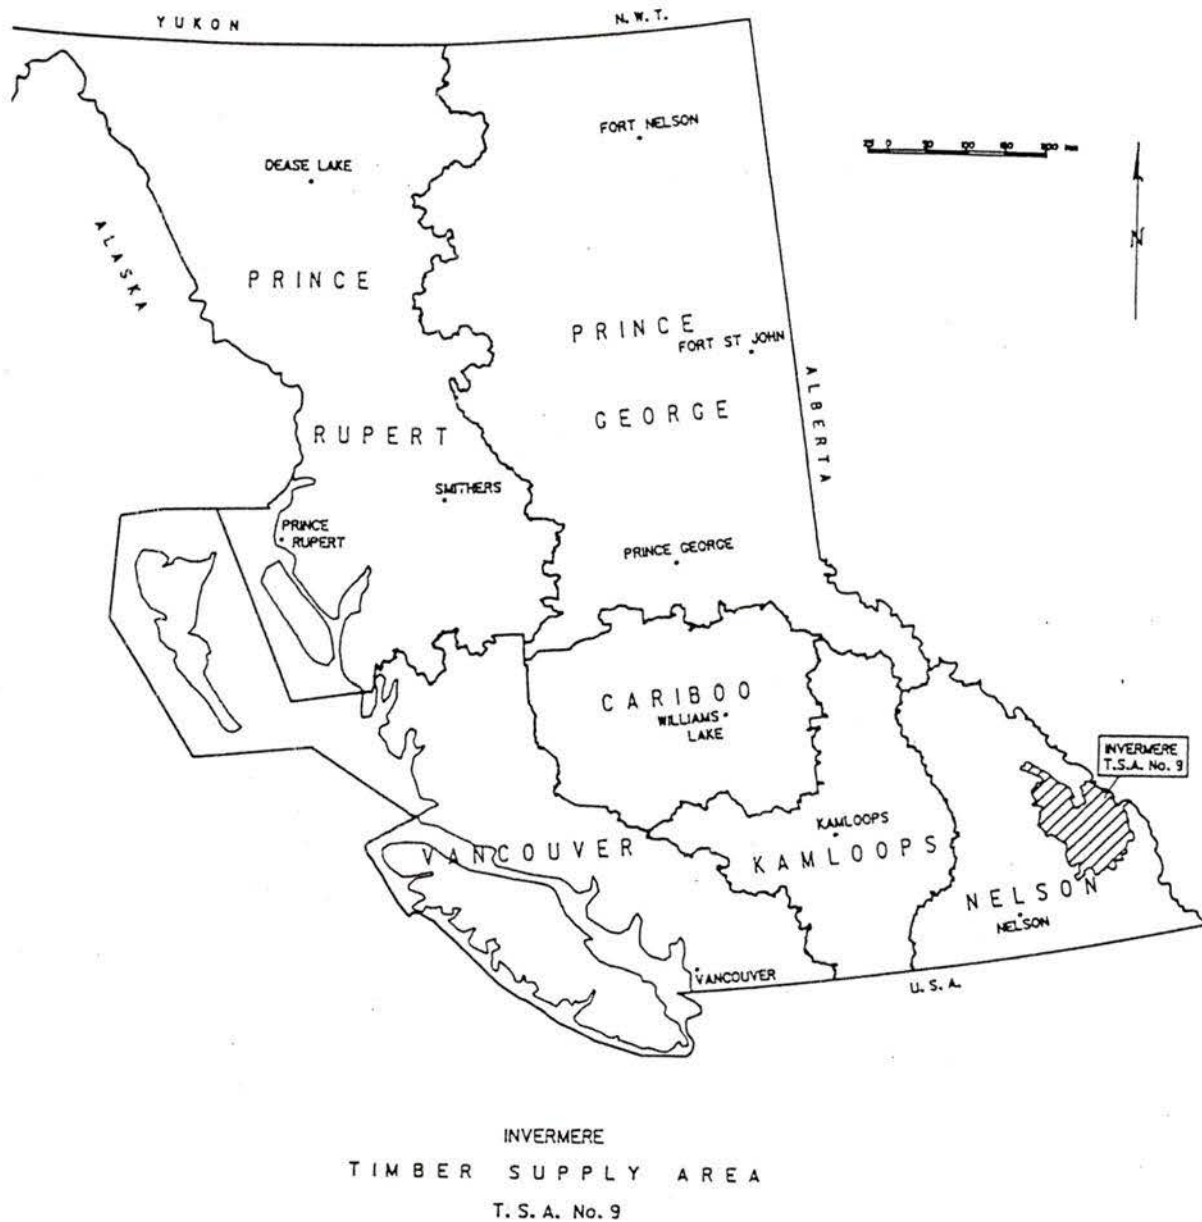 YUKON
N. W. T.
FORT NELSON
DEASE LAKE
0
N
ALASKA
PRINCE
PRINCE
FORT ST JOHN
ALBERTA
GEORGE
RUPERT
SMITHERS
PRINCE
RUPERT
PRINCE GEORGE
CARIBOO
WILLIAMS
LAKE
INVERMERE
T.S.A. No. 9
KAMLOOPS
VANCOUVER
KAMLOOPS
NELSON
NELSON
VANCOUVER
U. S. A.
INVERMERE
TIMBER SUPPLY AREA
T. S. A. No. 9